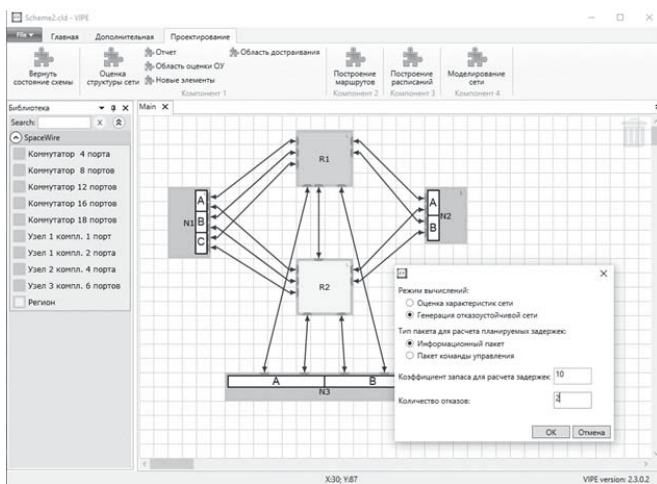 Scheme2.cld - VIPE
File
Главная
Дополнительная
Проектирование
Вернуть
состояние схемы
Оценка
структуры сети
Отчет
Область оценки ОУ
Новые элементы
Область достраивания
Компонент 1
Построение
маршрутов
Компонент 2
Построение
расписаний
Компонент 3
Моделирование
сети
Компонент 4
Библиотека
Search:
X
SpaceWire
Коммутатор 4 порта
Коммутатор 8 портов
Коммутатор 12 портов
Коммутатор 16 портов
Коммутатор 18 портов
Узел 1 компл. 1 порт
Узел 1 компл. 2 порта
Узел 2 компл. 4 порта
Узел 3 компл. 6 портов
Регион
Main X
R1
N1
A
B
C
A
B
N2
R2
A
B
N3
Режим вычислений:
Оценка характеристик сети
Генерация отказоустойчивой сети
Тип пакета для расчета планируемых задержек:
Информационный пакет
Пакет команды управления
Коэффициент запаса для расчета задержек: 10
Количество отказов: 2
OK
Отмена
X:30; Y:87
VIPE version: 2.3.0.2